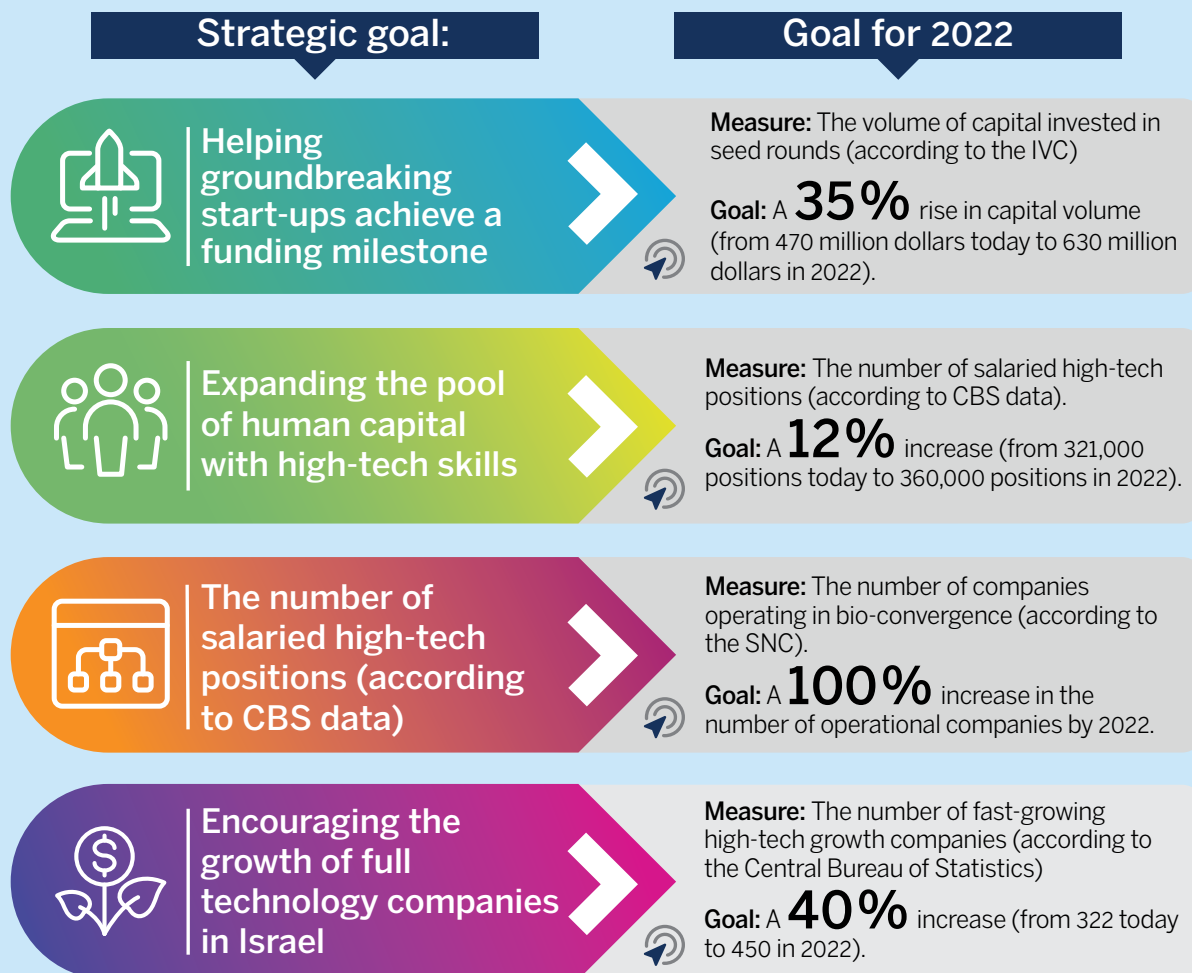 Strategic goal:
Goal for 2022
Helping
groundbreaking
start-ups achieve a
funding milestone
Measure: The volume of capital invested in
seed rounds (according to the IVC)
Goal: A 35% rise in capital volume
(from 470 million dollars today to 630 million
dollars in 2022).
Expanding the pool
of human capital
with high-tech skills
Measure: The number of salaried high-tech
positions (according to CBS data).
Goal: A 12% increase (from 321,000
positions today to 360,000 positions in 2022).
The number of
salaried high-tech
positions (according
to CBS data)
Measure: The number of companies
operating in bio-convergence (according to
the SNC).
Goal: A 100% increase in the
number of operational companies by 2022.
Encouraging the
growth of full
technology companies
in Israel
Measure: The number of fast-growing
high-tech growth companies (according to
the Central Bureau of Statistics)
Goal: A 40% increase (from 322 today
to 450 in 2022).